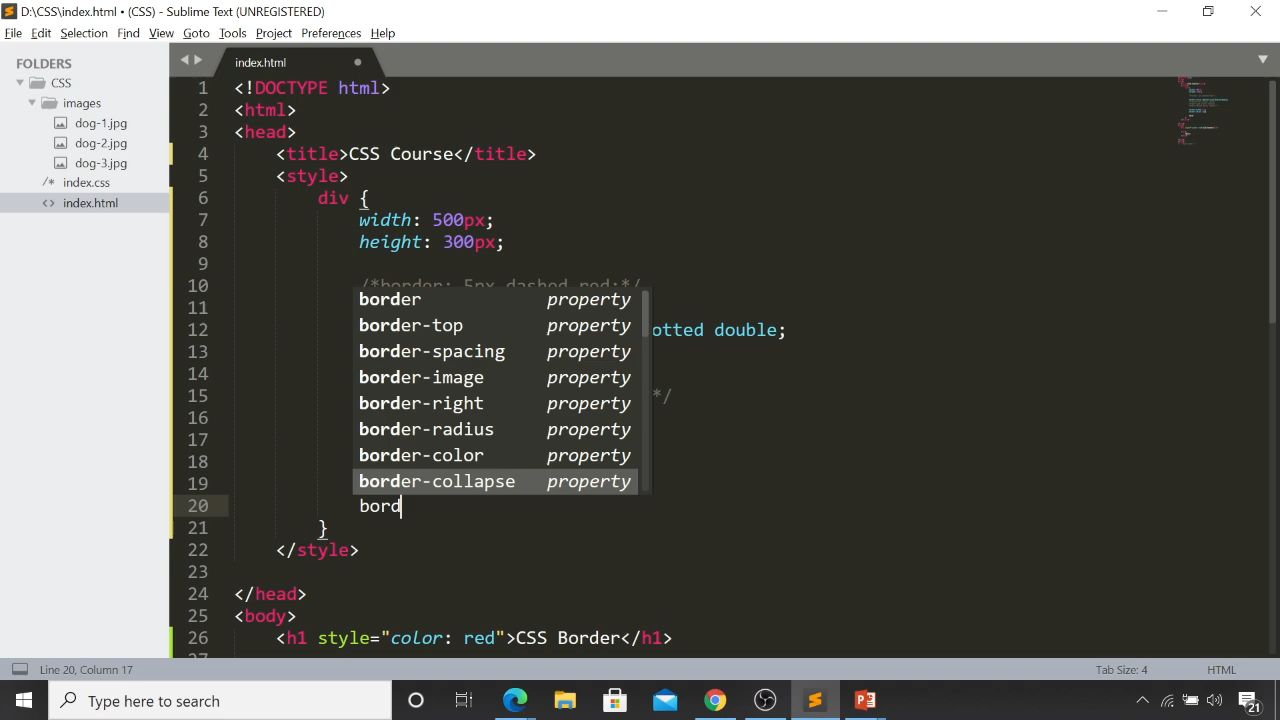 D:\CSS\index.html • (CSS) - Sublime Text (UNREGISTERED)
File Edit Selection Find View Goto Tools Project Preferences Help
FOLDERS
CSS
images
dog-1.jpg
dog-2.jpg
dog-3.jpg
/* index.css
<> index.html
index.html
1 <!DOCTYPE html>
2 <html>
3 <head>
4 <title>CSS Course</title>
5 <style>
6 div {
7 width: 500px;
8 height: 300px;
9
10 /*border: 5px dashed red;*/
11
border property
12 otted double;
border-top property
13
border-spacing property
14
border-image property
15 */
border-right property
16
17
border-radius property
18
border-color property
19
border-collapse property
20 bord
21 }
22 </style>
23
24 </head>
25 <body>
26 <h1 style="color: red">CSS Border</h1>
Line 20, Column 17
Tab Size: 4
HTML
Type here to search
21